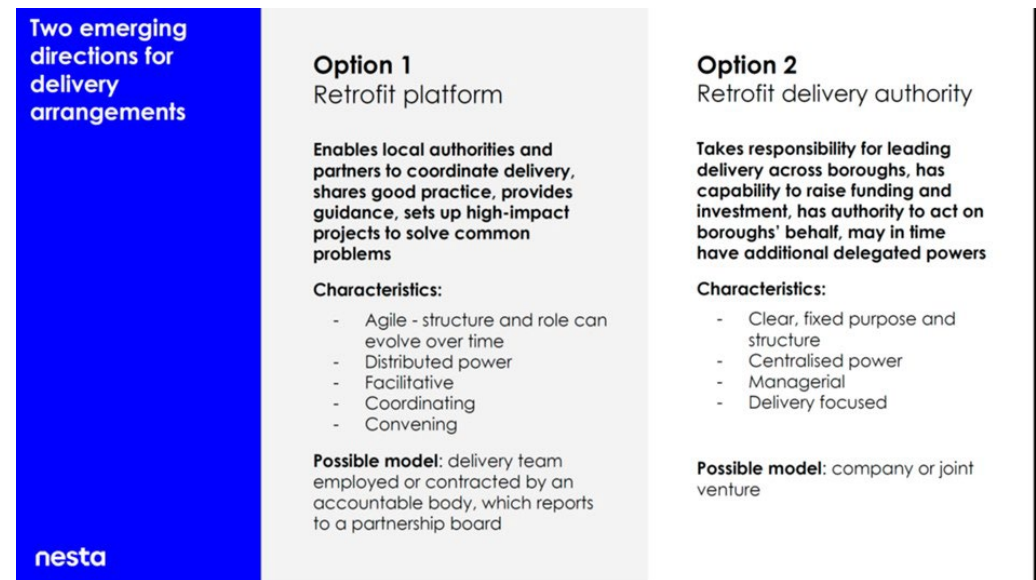 Two emerging
directions for
delivery
arrangements
Option 1
Retrofit platform
Enables local authorities and
partners to coordinate delivery,
shares good practice, provides
guidance, sets up high-impact
projects to solve common
problems
Characteristics:
- Agile - structure and role can
evolve over time
- Distributed power
- Facilitative
- Coordinating
- Convening
Possible model: delivery team
employed or contracted by an
accountable body, which reports
to a partnership board
Option 2
Retrofit delivery authority
Takes responsibility for leading
delivery across boroughs, has
capability to raise funding and
investment, has authority to act on
boroughs' behalf, may in time
have additional delegated powers
Characteristics:
- Clear, fixed purpose and
structure
- Centralised power
- Managerial
- Delivery focused
Possible model: company or joint
venture
nesta